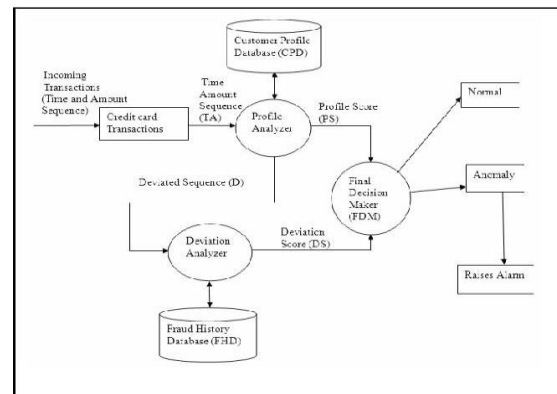 Customer Profile
Database (CPD)
Incoming
Transactions
(Time and Amount
Sequence)
Time
Amount
Sequence
(TA)
Credit card
Transactions
Profile
Analyzer
Profile Score
(PS)
Normal
Deviated Sequence (D)
Final
Decision
Maker
(FDM)
Anomaly
Deviation
Analyzer
Deviation
Score (DS)
Raises Alarm
Fraud History
Database (FHD)